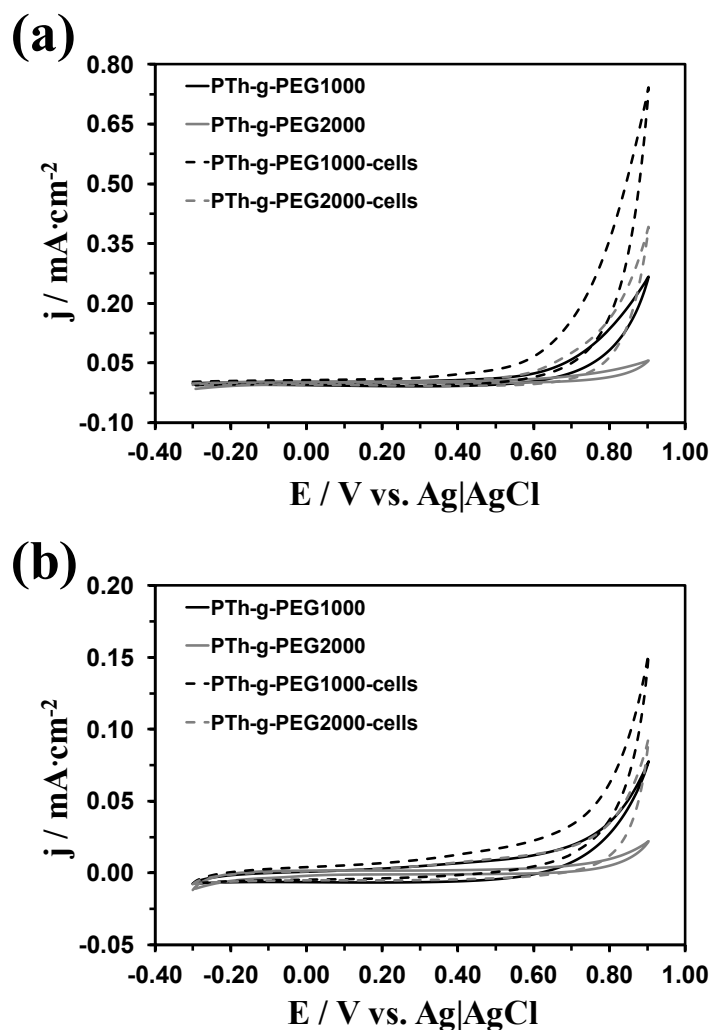 (a)
0.80
0.65
0.50
0.35
0.20
0.05
-0.10
j / mA·cm-2
PTh-g-PEG1000
PTh-g-PEG2000
PTh-g-PEG1000-cells
PTh-g-PEG2000-cells
-0.40 -0.20 0.00 0.20 0.40 0.60 0.80 1.00
E / V vs. Ag|AgCl
(b)
0.20
0.15
0.10
0.05
0.00
-0.05
j / mA·cm-2
PTh-g-PEG1000
PTh-g-PEG2000
PTh-g-PEG1000-cells
PTh-g-PEG2000-cells
-0.40 -0.20 0.00 0.20 0.40 0.60 0.80 1.00
E / V vs. Ag|AgCl